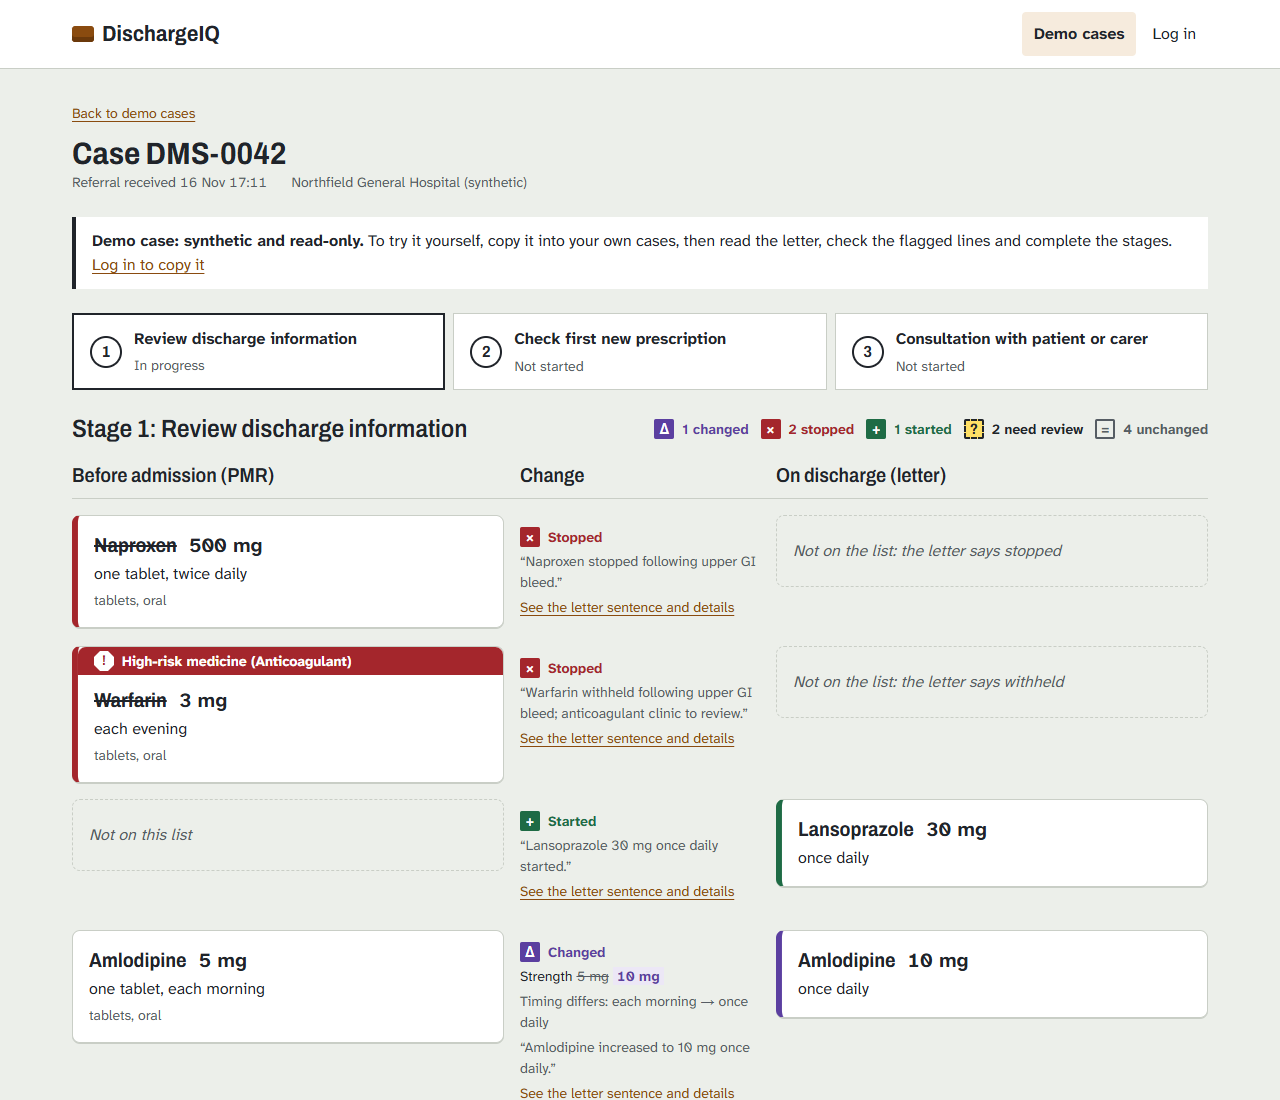 DischargeIQ
Demo cases
Log in
Back to demo cases
Case DMS-0042
Referral received 16 Nov 17:11
Northfield General Hospital (synthetic)
Demo case: synthetic and read-only. To try it yourself, copy it into your own cases, then read the letter, check the flagged lines and complete the stages.
Log in to copy it
1
Review discharge information
In progress
2
Check first new prescription
Not started
3
Consultation with patient or carer
Not started
Stage 1: Review discharge information
Δ 1 changed
× 2 stopped
+ 1 started
? 2 need review
= 4 unchanged
Before admission (PMR)
Change
On discharge (letter)
Naproxen 500 mg
one tablet, twice daily
tablets, oral
× Stopped
“Naproxen stopped following upper GI
bleed.”
See the letter sentence and details
Not on the list: the letter says stopped
! High-risk medicine (Anticoagulant)
Warfarin 3 mg
each evening
tablets, oral
× Stopped
“Warfarin withheld following upper GI
bleed; anticoagulant clinic to review.”
See the letter sentence and details
Not on the list: the letter says withheld
Not on this list
+ Started
“Lansoprazole 30 mg once daily
started.”
See the letter sentence and details
Lansoprazole 30 mg
once daily
Amlodipine 5 mg
one tablet, each morning
tablets, oral
Δ Changed
Strength 5 mg 10 mg
Timing differs: each morning → once
daily
“Amlodipine increased to 10 mg once
daily.”
See the letter sentence and details
Amlodipine 10 mg
once daily